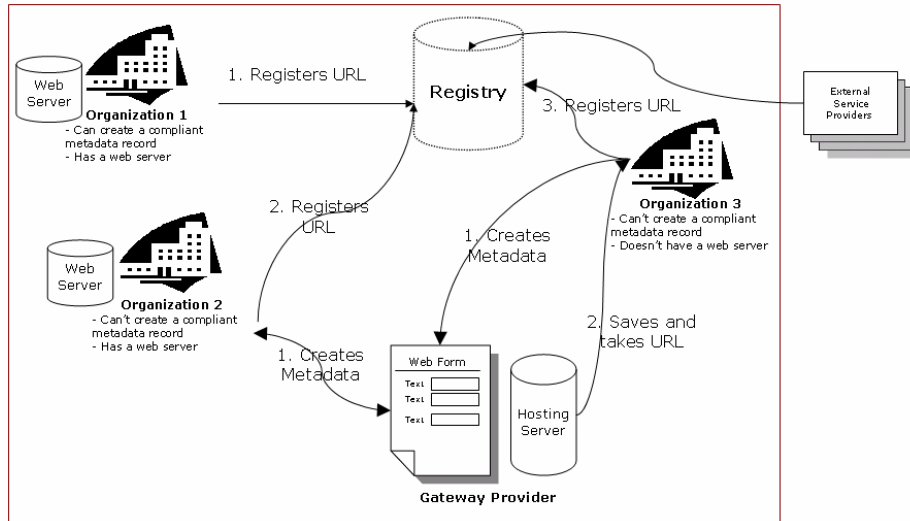 Web
Server
Organization 1
- Can create a compliant
metadata record
- Has a web server
1. Registers URL
Registry
3. Registers URL
External
Service
Providers
Organization 3
- Can't create a compliant
metadata record
- Doesn't have a web server
2. Registers
URL
Web
Server
Organization 2
- Can't create a compliant
metadata record
- Has a web server
1. Creates
Metadata
1. Creates
Metadata
2. Saves and
takes URL
Web Form
Text
Text
Text
Hosting
Server
Gateway Provider